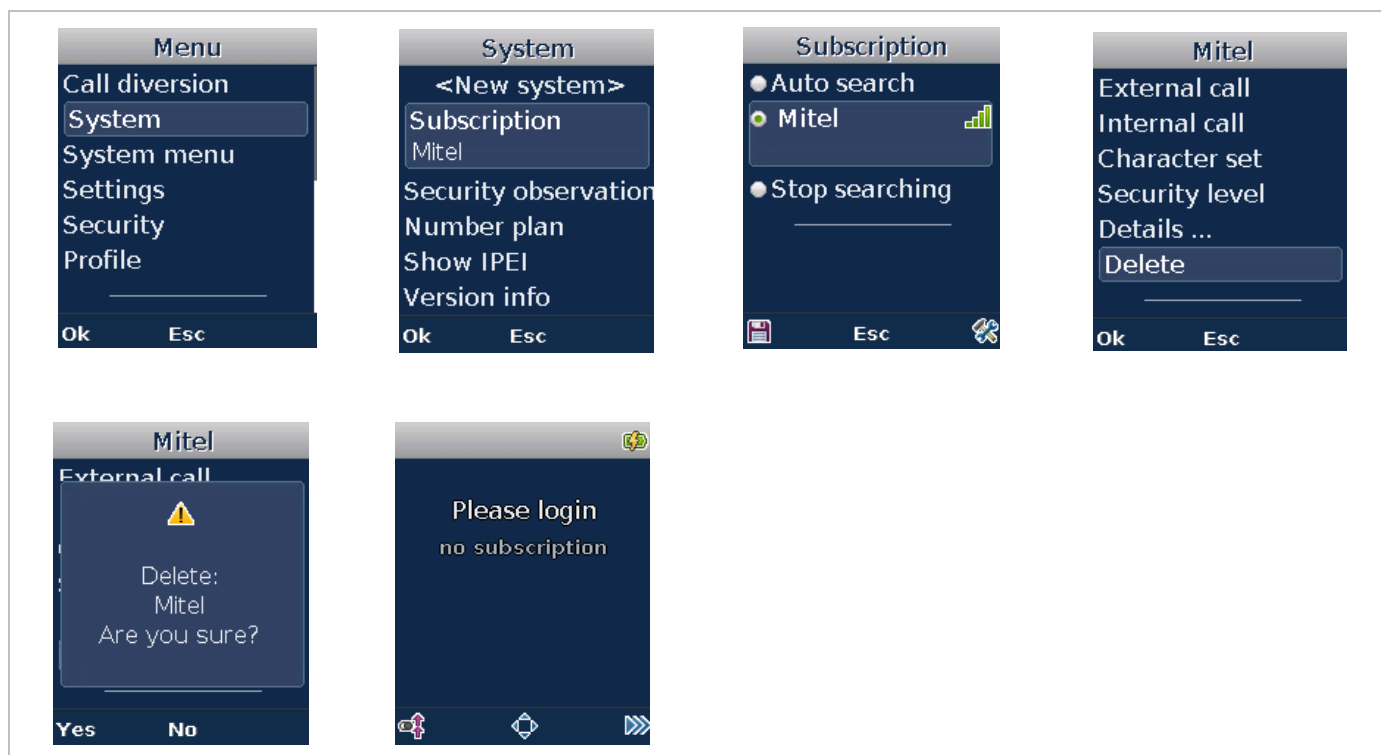 Menu
Call diversion
System
System menu
Settings
Security
Profile
Ok Esc
System
<New system>
Subscription
Mitel
Security observation
Number plan
Show IPEI
Version info
Ok Esc
Subscription
Auto search
Mitel
Stop searching
Esc
Mitel
External call
Internal call
Character set
Security level
Details ...
Delete
Ok Esc
Mitel
External call
Delete:
Mitel
Are you sure?
Yes No
Please login
no subscription